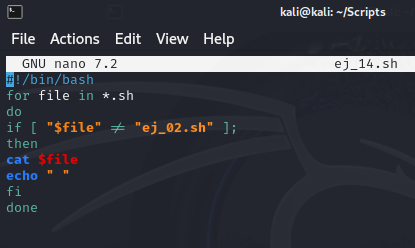 kali@kali: ~/Scripts
File Actions Edit View Help
GNU nano 7.2 ej_14.sh
#!/bin/bash
for file in *.sh
do
if [ "$file" != "ej_02.sh" ];
then
cat $file
echo " "
fi
done